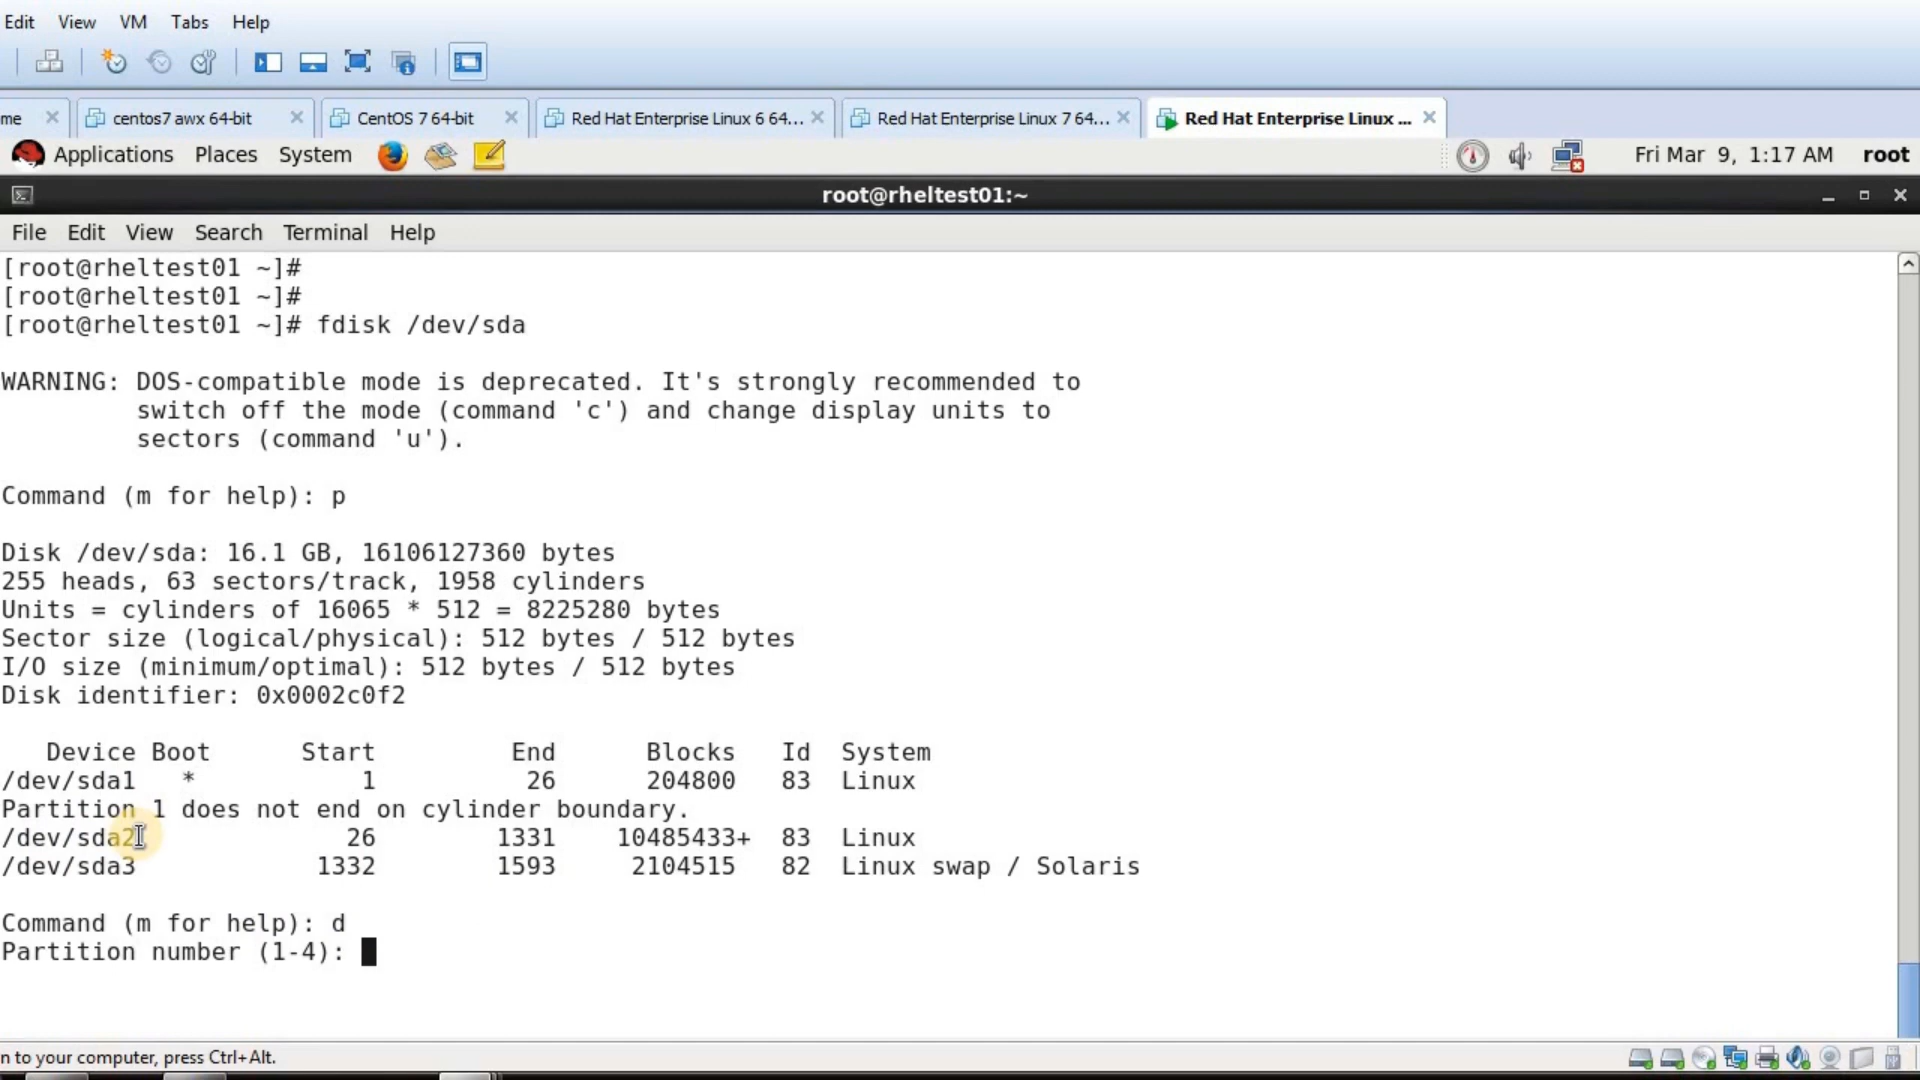 Edit View VM Tabs Help
me centos7 awx 64-bit CentOS 7 64-bit Red Hat Enterprise Linux 6 64... Red Hat Enterprise Linux 7 64... Red Hat Enterprise Linux ...
Applications Places System Fri Mar 9, 1:17 AM root
root@rheltest01:~
File Edit View Search Terminal Help
[root@rheltest01 ~]#
[root@rheltest01 ~]#
[root@rheltest01 ~]# fdisk /dev/sda
WARNING: DOS-compatible mode is deprecated. It's strongly recommended to
switch off the mode (command 'c') and change display units to
sectors (command 'u').
Command (m for help): p
Disk /dev/sda: 16.1 GB, 16106127360 bytes
255 heads, 63 sectors/track, 1958 cylinders
Units = cylinders of 16065 * 512 = 8225280 bytes
Sector size (logical/physical): 512 bytes / 512 bytes
I/O size (minimum/optimal): 512 bytes / 512 bytes
Disk identifier: 0x0002c0f2
Device Boot Start End Blocks Id System
/dev/sda1 * 1 26 204800 83 Linux
Partition 1 does not end on cylinder boundary.
/dev/sda2 26 1331 10485433+ 83 Linux
/dev/sda3 1332 1593 2104515 82 Linux swap / Solaris
Command (m for help): d
Partition number (1-4):
n to your computer, press Ctrl+Alt.